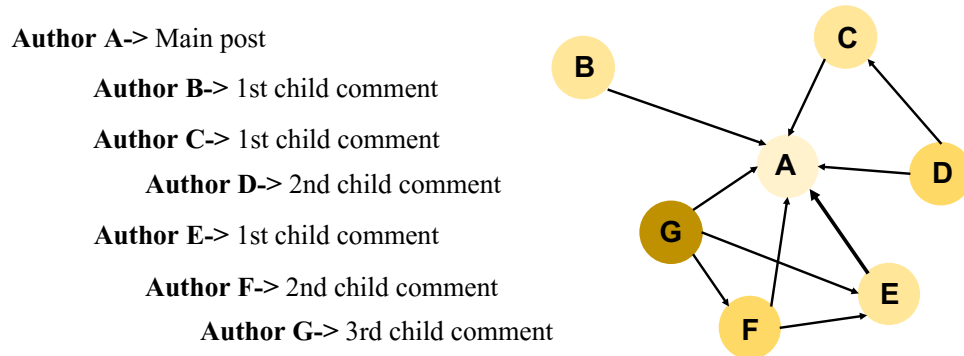 Author A-> Main post
Author B-> 1st child comment
Author C-> 1st child comment
Author D-> 2nd child comment
Author E-> 1st child comment
Author F-> 2nd child comment
Author G-> 3rd child comment
C
B
A
D
G
E
F